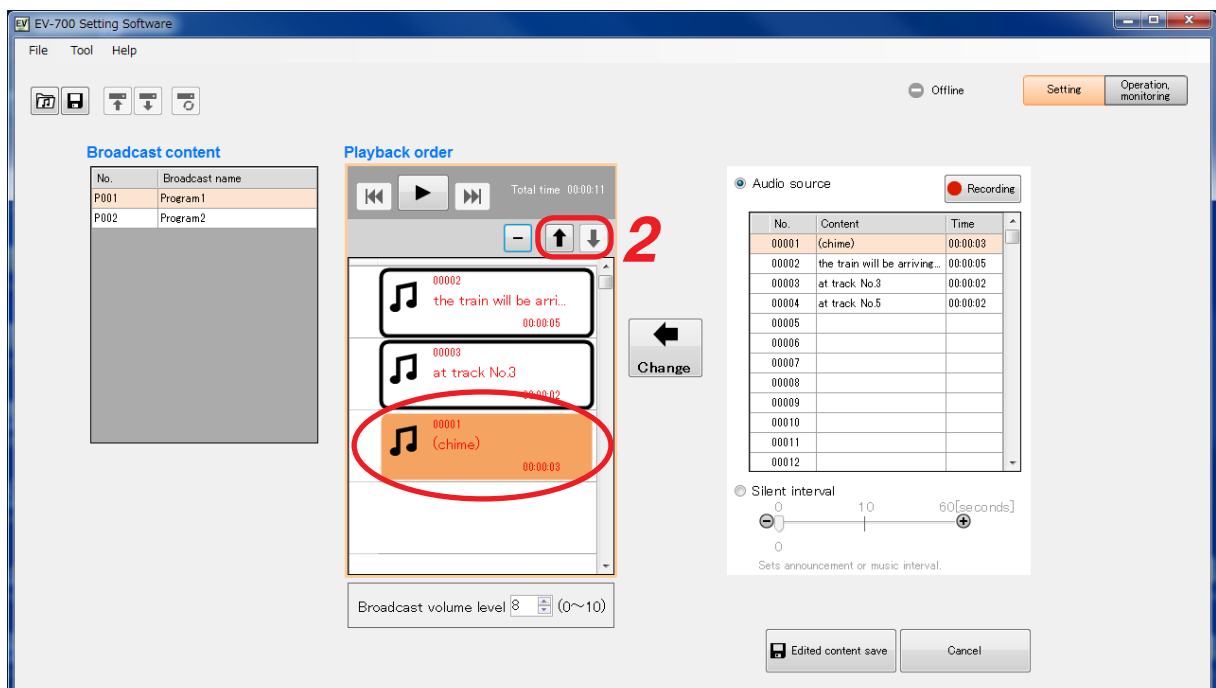 EV EV-700 Setting Software
File Tool Help
Offline
Setting
Operation,
monitoring
Broadcast content
No. Broadcast name
P001 Program1
P002 Program2
Playback order
Total time 00:00:11
2
00002
the train will be arri...
00:00:05
00003
at track No.3
00:00:02
00001
(chime)
00:00:03
Broadcast volume level 8 (0～10)
Change
Audio source
Recording
No. Content Time
00001 (chime) 00:00:03
00002 the train will be arriving... 00:00:05
00003 at track No.3 00:00:02
00004 at track No.5 00:00:02
00005
00006
00007
00008
00009
00010
00011
00012
Silent interval
0 10 60[seconds]
0
Sets announcement or music interval.
Edited content save
Cancel